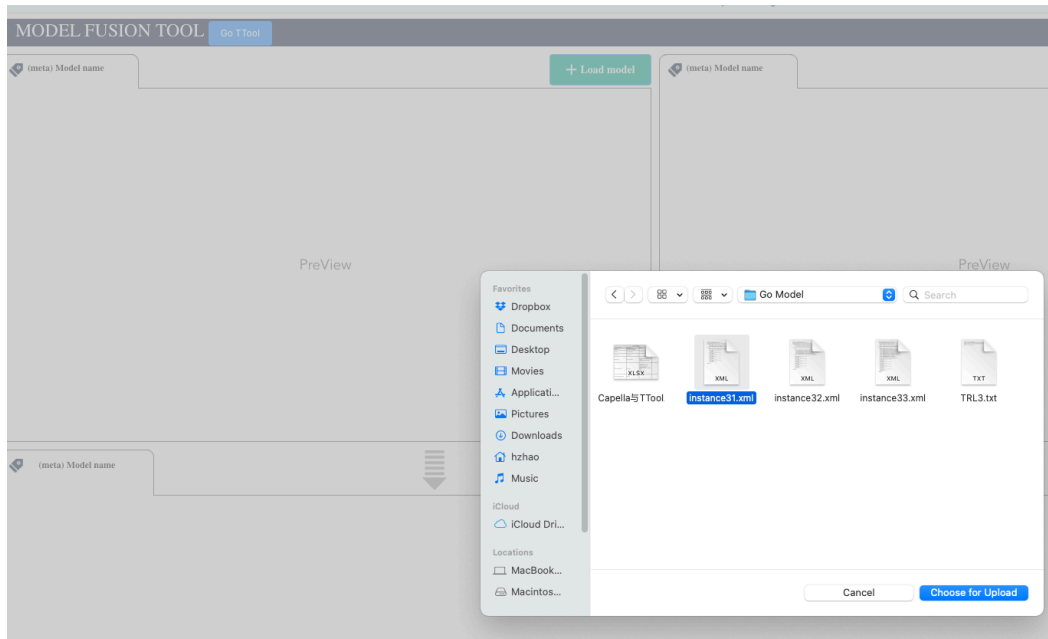 MODEL FUSION TOOL Go TTool
(meta) Model name
+ Load model
(meta) Model name
PreView
PreView
(meta) Model name
Favorites
Dropbox
Documents
Desktop
Movies
Applicati...
Pictures
Downloads
hzhao
Music
iCloud
iCloud Dri...
Locations
MacBook...
Macintos...
Go Model
Search
XLSX
XML
XML
XML
TXT
Capella与TTool
instance31.xml
instance32.xml
instance33.xml
TRL3.txt
Cancel
Choose for Upload